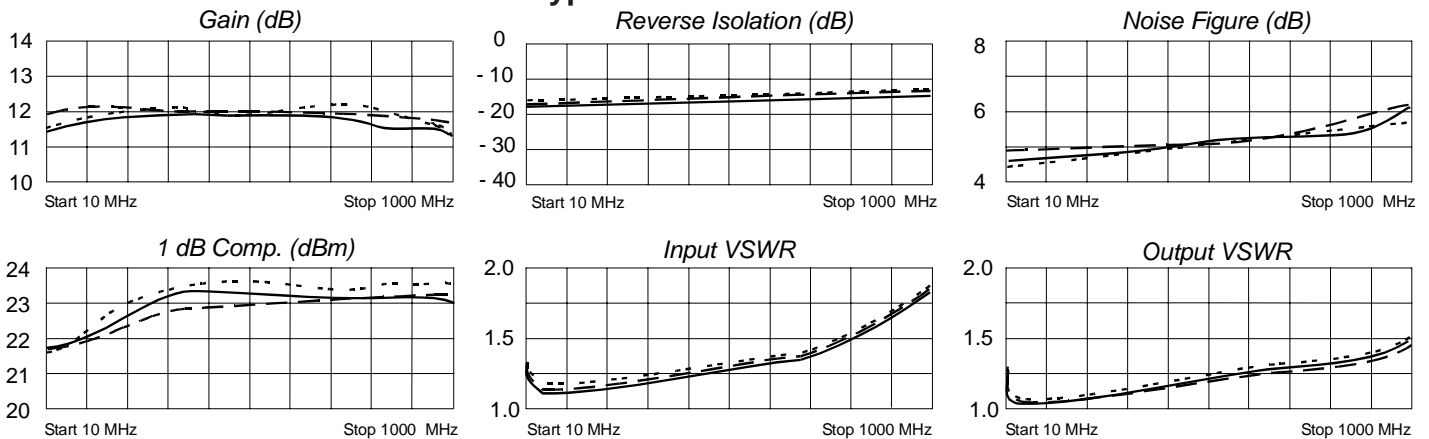 yp
Gain (dB)
14
13
12
11
10
Start 10 MHz Stop 1000 MHz
Reverse Isolation (dB)
0
- 10
- 20
- 30
- 40
Start 10 MHz Stop 1000 MHz
Noise Figure (dB)
8
6
4
Start 10 MHz Stop 1000 MHz
1 dB Comp. (dBm)
24
23
22
21
20
Start 10 MHz Stop 1000 MHz
Input VSWR
2.0
1.5
1.0
Start 10 MHz Stop 1000 MHz
Output VSWR
2.0
1.5
1.0
Start 10 MHz Stop 1000 MHz